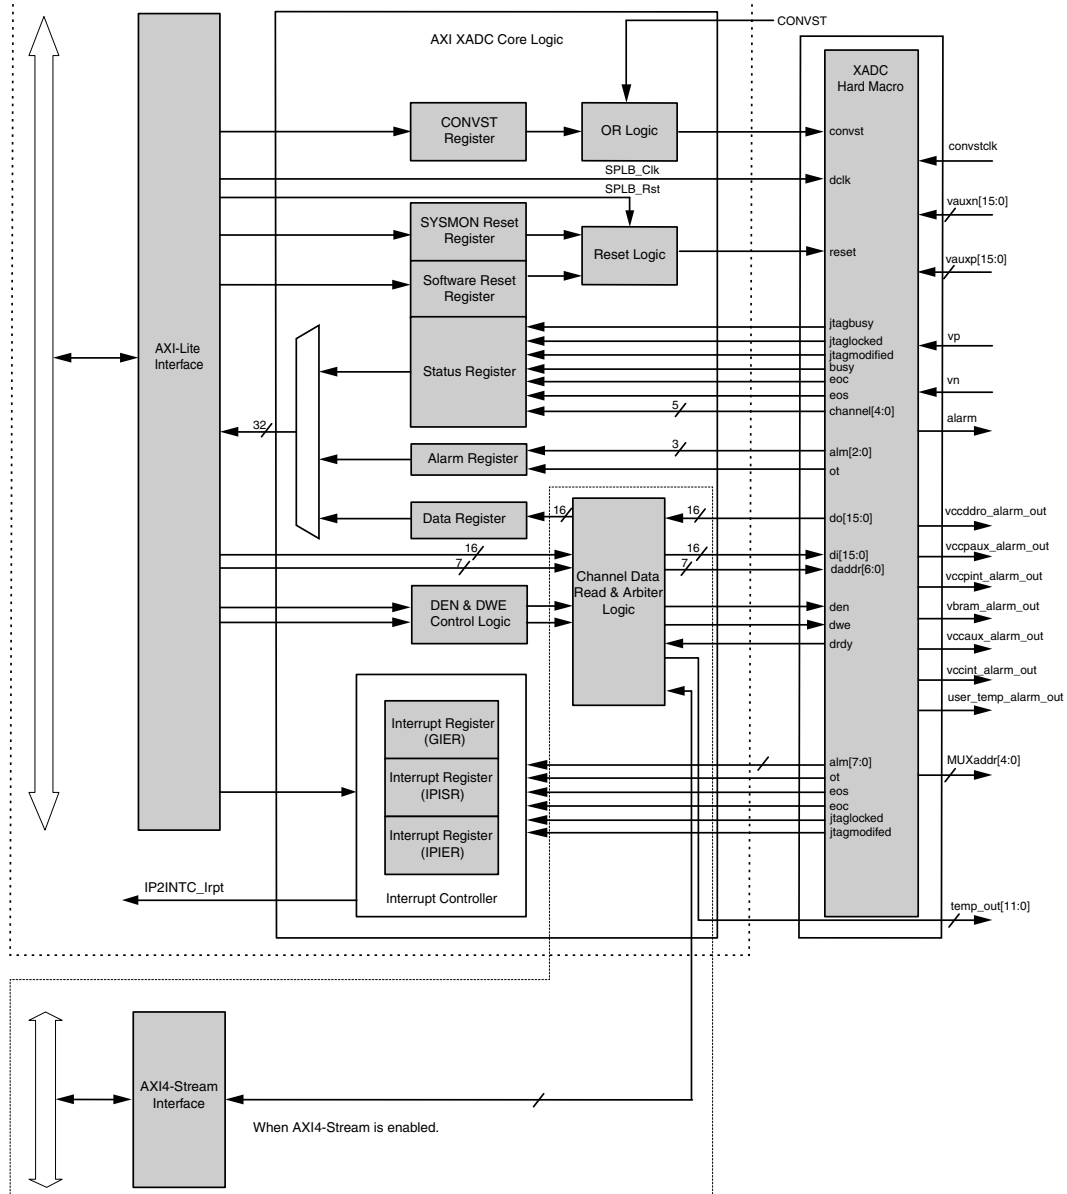 CONVST
AXI XADC Core Logic
XADC
Hard Macro
CONVST
Register
OR Logic
convst
convstclk
SPLB_Clk
dclk
SPLB_Rst
vauxn[15:0]
SYSMON Reset
Register
Reset Logic
reset
vauxp[15:0]
Software Reset
Register
AXI-Lite
Interface
Status Register
jtagbusy
jtaglocked
jtagmodified
busy
eoc
eos
5
channel[4:0]
vp
vn
alarm
32
Alarm Register
3
alm[2:0]
ot
Data Register
16
16
do[15:0]
vccddro_alarm_out
16
7
Channel Data
Read & Arbiter
Logic
16
7
di[15:0]
daddr[6:0]
vccpaux_alarm_out
vccpint_alarm_out
DEN & DWE
Control Logic
den
dwe
drdy
vbram_alarm_out
vccaux_alarm_out
vccint_alarm_out
user_temp_alarm_out
Interrupt Register
(GIER)
Interrupt Register
(IPISR)
Interrupt Register
(IPIER)
Interrupt Controller
alm[7:0]
ot
eos
eoc
jtaglocked
jtagmodifed
MUXaddr[4:0]
IP2INTC_Irpt
temp_out[11:0]
AXI4-Stream
Interface
When AXI4-Stream is enabled.